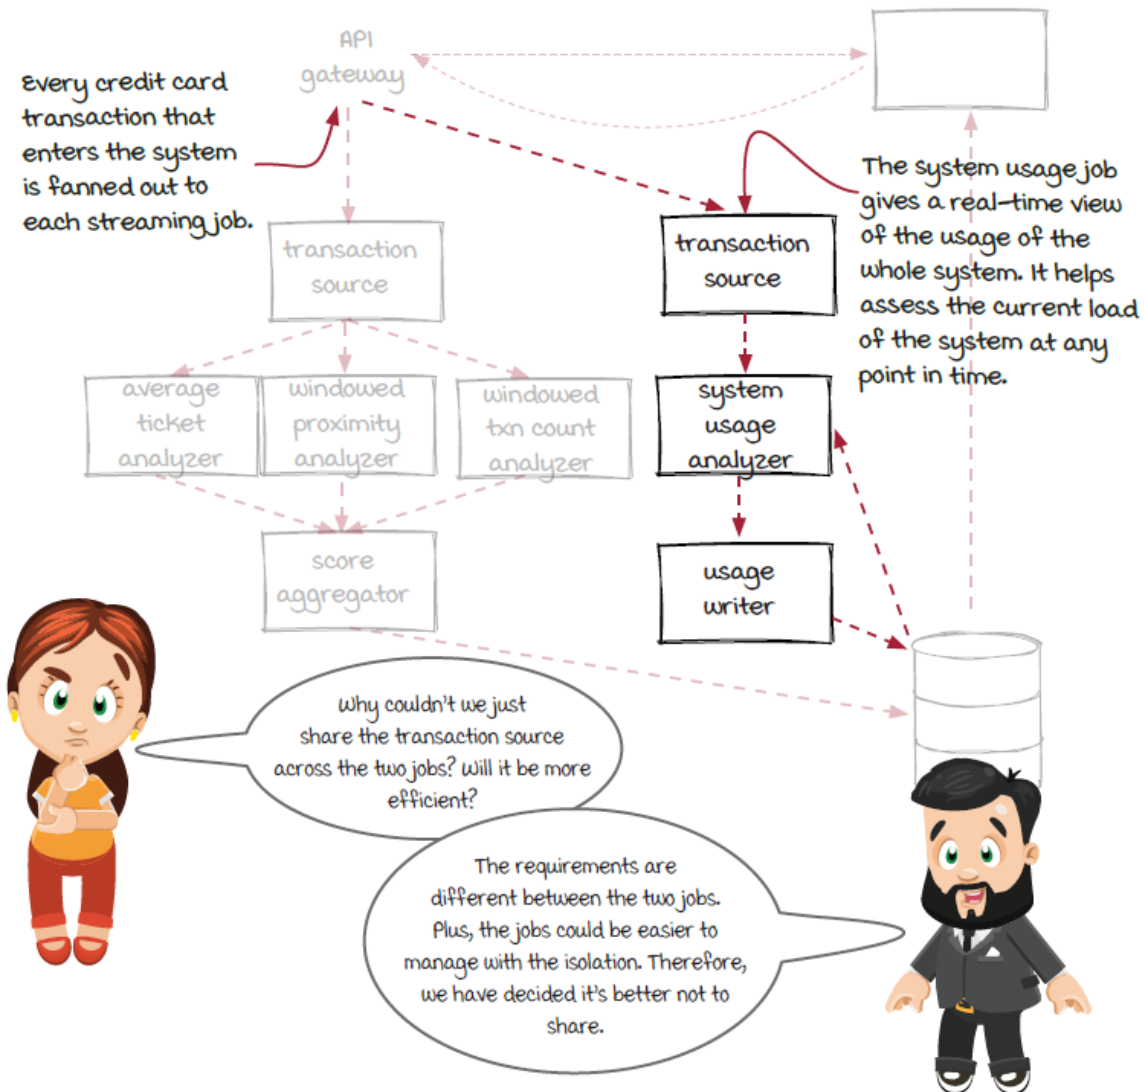 API
gateway
Every credit card
transaction that
enters the system
is fanned out to
each streaming job.
The system usage job
gives a real-time view
of the usage of the
whole system. It helps
assess the current load
of the system at any
point in time.
transaction
source
transaction
source
average
ticket
analyzer
windowed
proximity
analyzer
windowed
txn count
analyzer
system
usage
analyzer
score
aggregator
usage
writer
Why couldn't we just
share the transaction source
across the two jobs? Will it be more
efficient?
The requirements are
different between the two jobs.
Plus, the jobs could be easier to
manage with the isolation. Therefore,
we have decided it's better not to
share.